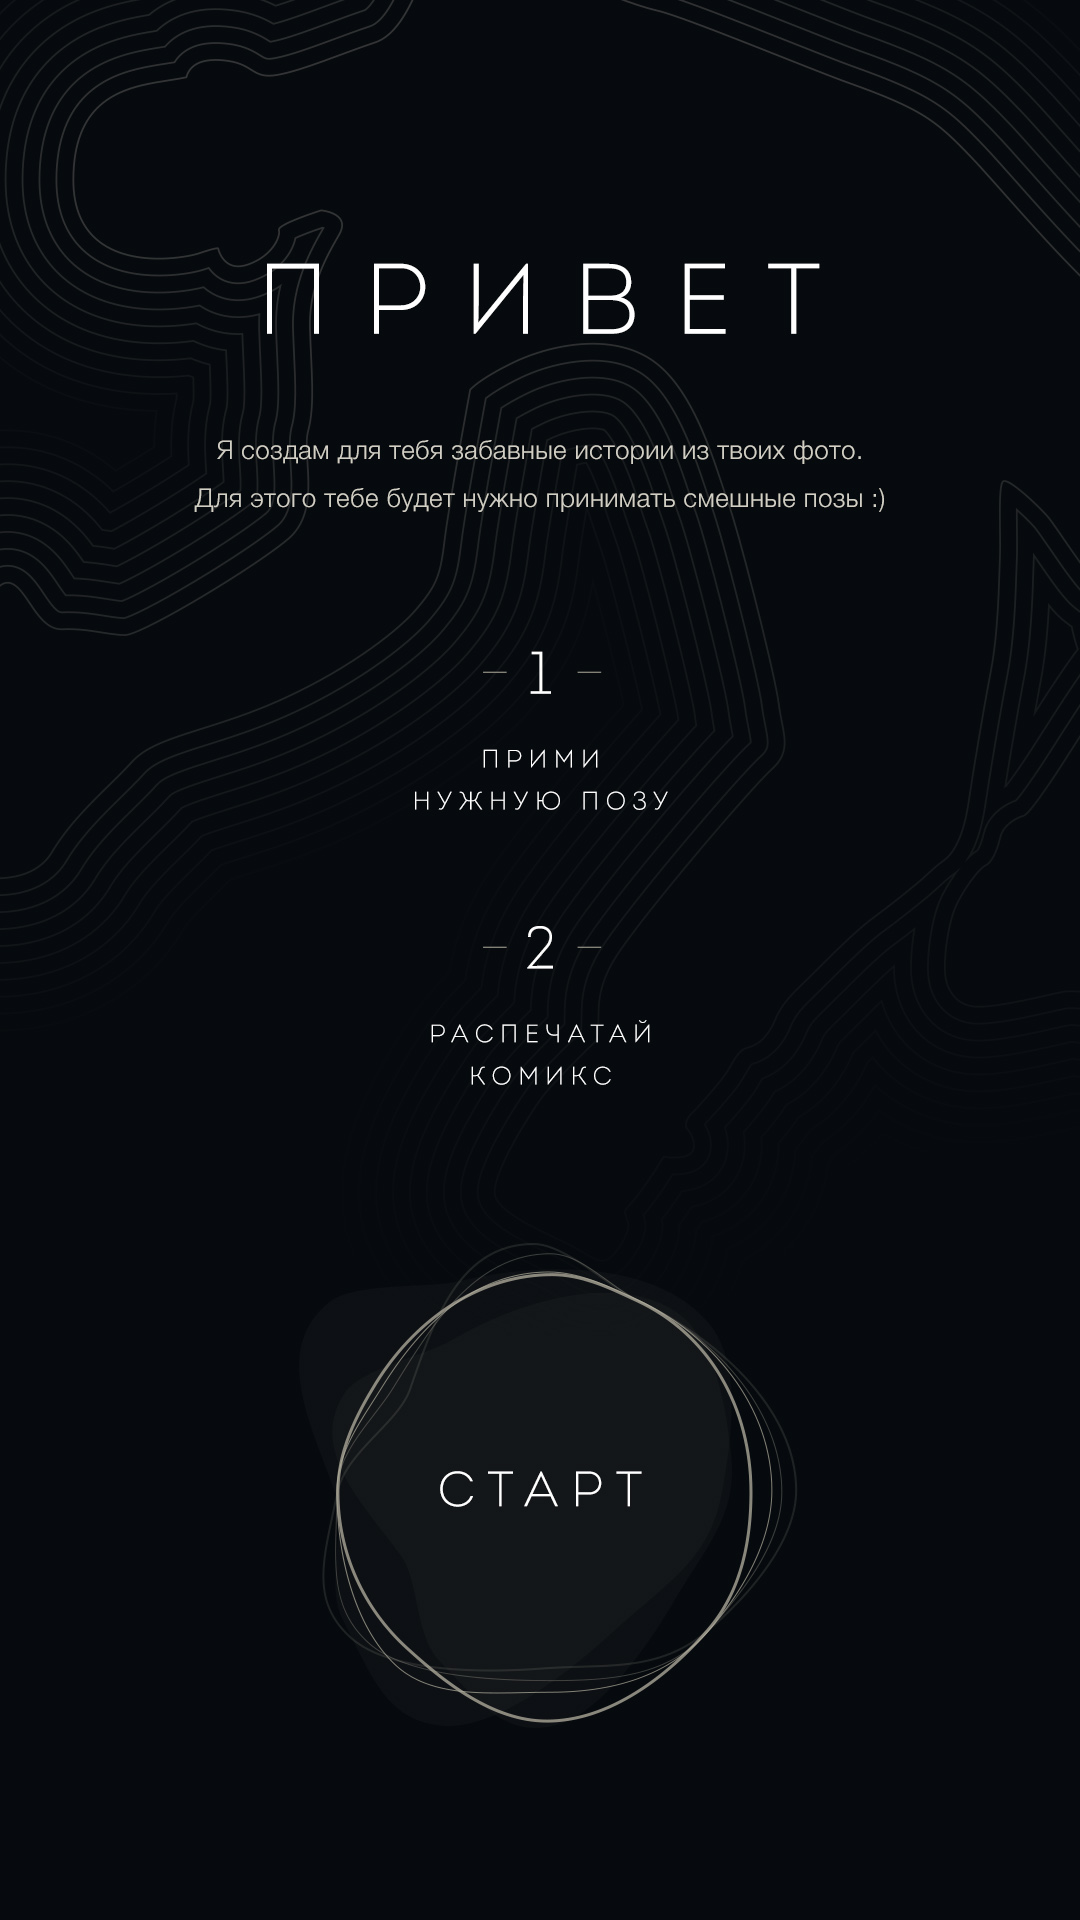 ПРИВЕТ
Я создам для тебя забавные истории из твоих фото.
Для этого тебе будет нужно принимать смешные позы :)
– 1 –
ПРИМИ
НУЖНУЮ ПОЗУ
– 2 –
РАСПЕЧАТАЙ
КОМИКС
СТАРТ